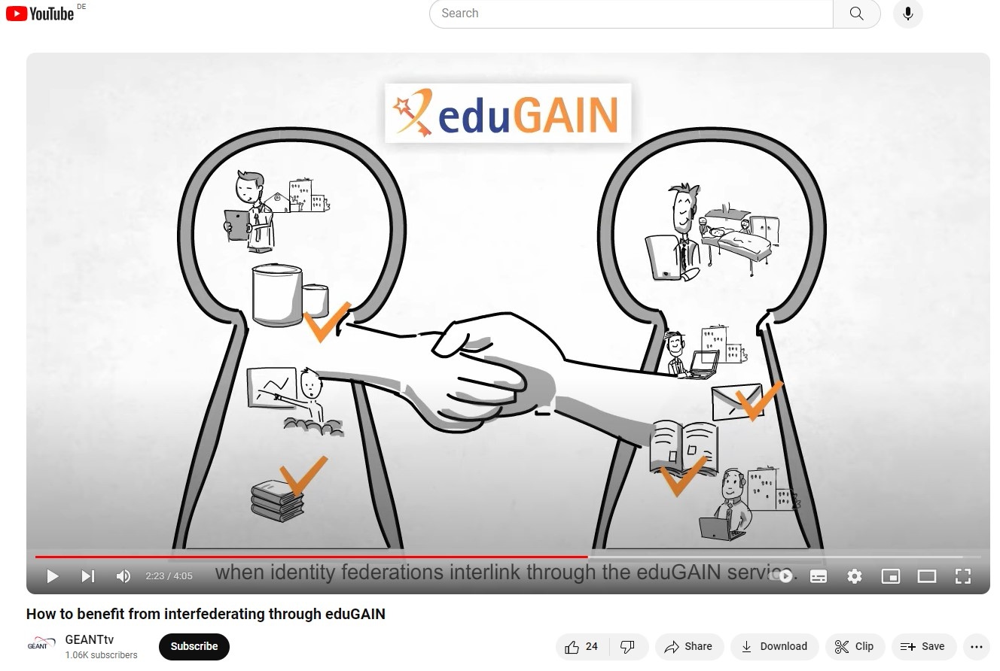 YouTube DE
Search
eduGAIN
2:23 / 4:05
when identity federations interlink through the eduGAIN service.
How to benefit from interfederating through eduGAIN
GÉANT
GEANTtv
1.06K subscribers
Subscribe
24
Share
Download
Clip
Save